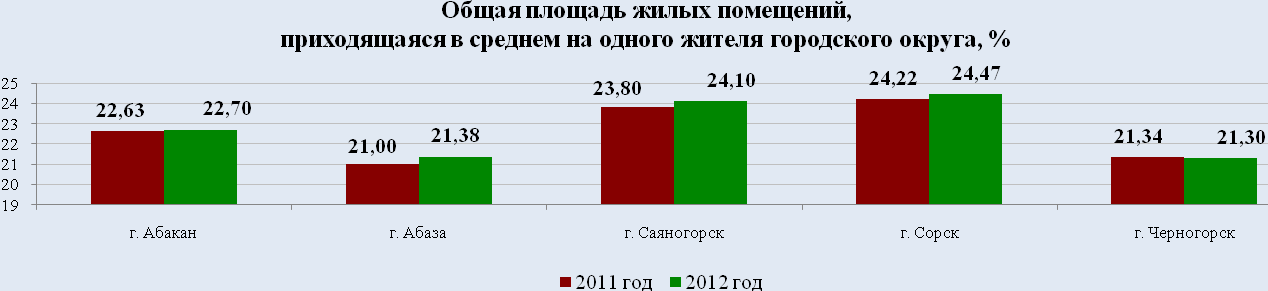 Общая площадь жилых помещений,
приходящаяся в среднем на одного жителя городского округа, %
25
24
23
22
21
20
19
22,63
22,70
21,00
21,38
23,80
24,10
24,22
24,47
21,34
21,30
г. Абакан
г. Абаза
г. Саяногорск
г. Сорск
г. Черногорск
2011 год
2012 год